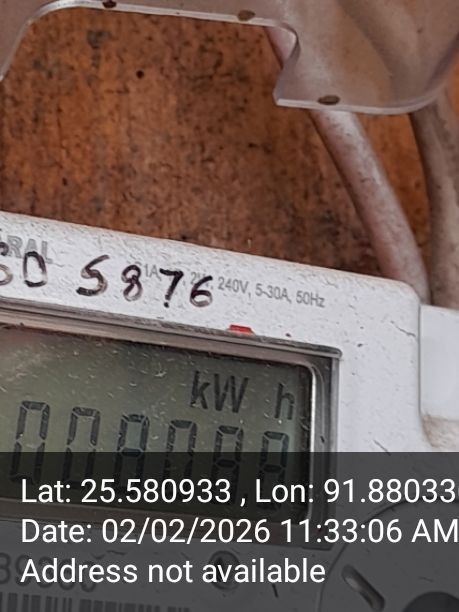 RAL
SD 5876
240V, 5-30A, 50Hz
kW h
Lat: 25.580933 , Lon: 91.88033
Date: 02/02/2026 11:33:06 AM
Address not available